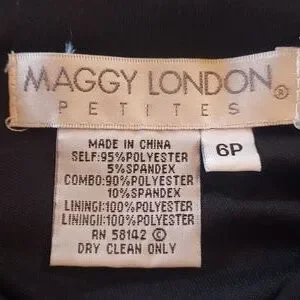 MAGGY LONDON®
PETITES
6P
MADE IN CHINA
SELF:95%POLYESTER
5%SPANDEX
COMBO:90%POLYESTER
10%SPANDEX
LININGI:100%POLYESTER
LININGII:100%POLYESTER
RN 58142 ©
DRY CLEAN ONLY